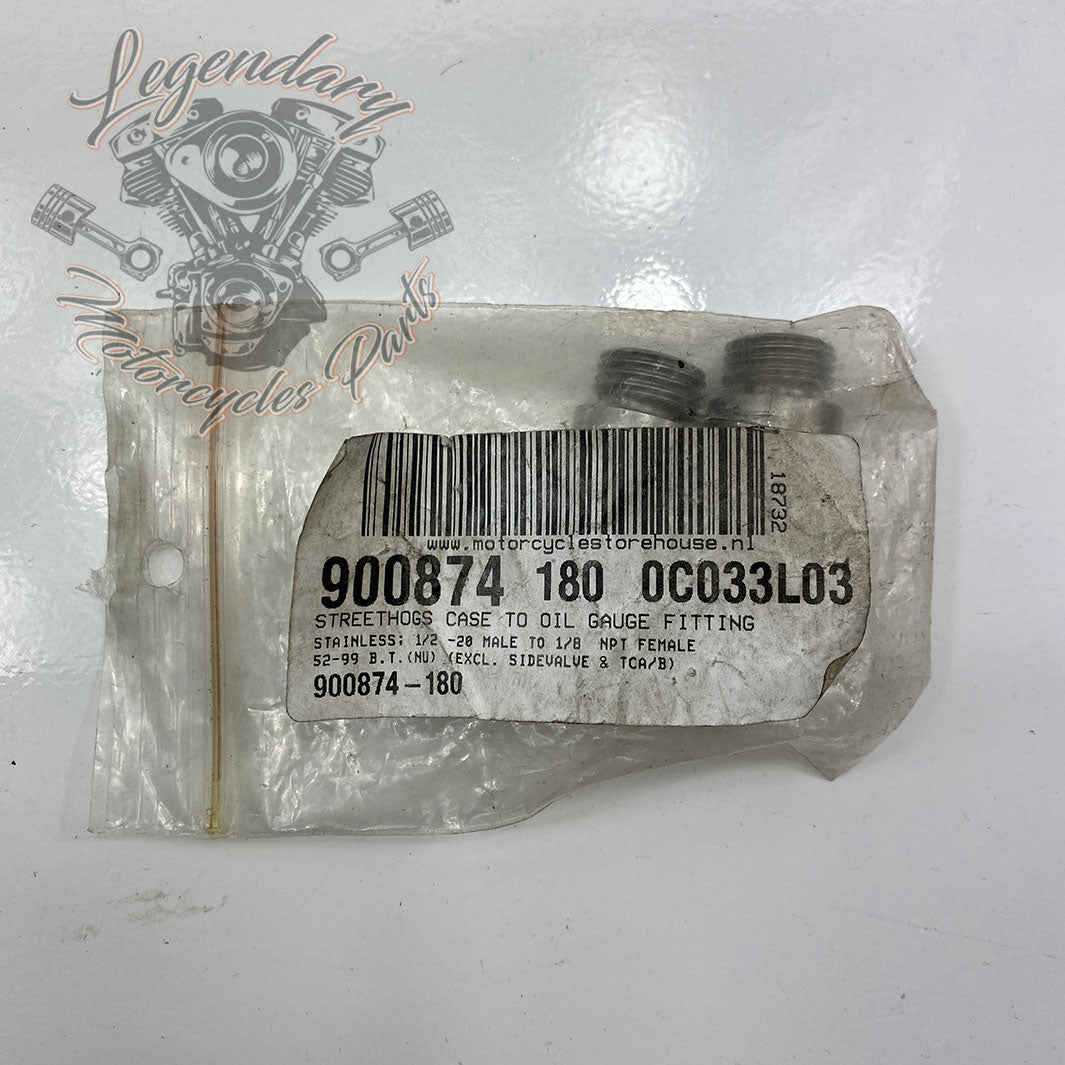 Legendary
Motorcycles Parts
18732
www.motorcyclestorehouse.nl
900874 180 0C033L03
STREETHOGS CASE TO OIL GAUGE FITTING
STAINLESS; 1/2 -20 MALE TO 1/8 NPT FEMALE
52-99 B.T.(NU) (EXCL. SIDEVALVE & TCA/B)
900874-180